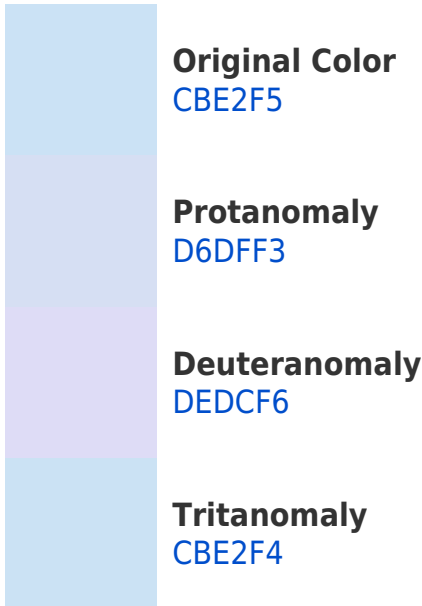 Original Color
CBE2F5
Protanomaly
D6DFF3
Deuteranomaly
DEDCF6
Tritanomaly
CBE2F4